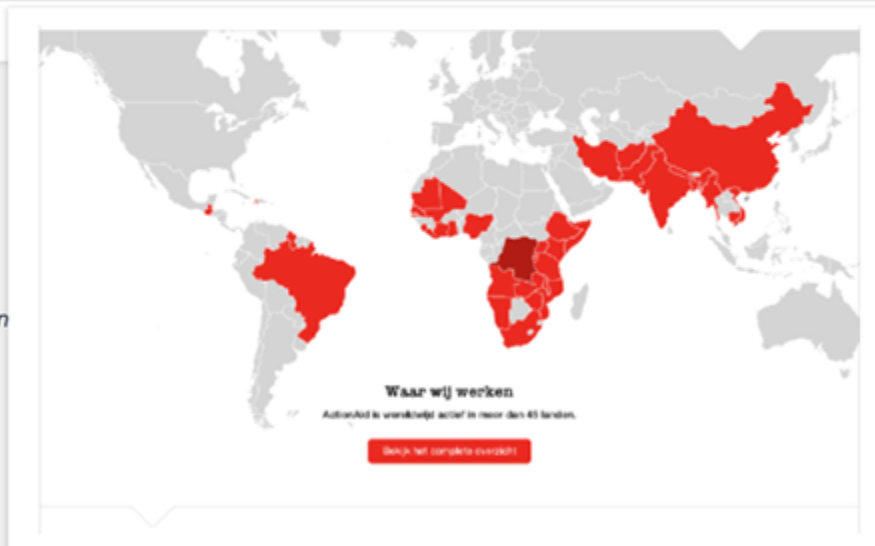 n
Waar wij werken
ActionAid is wereldwijd actief in meer dan 45 landen.
Bekijk het complete overzicht